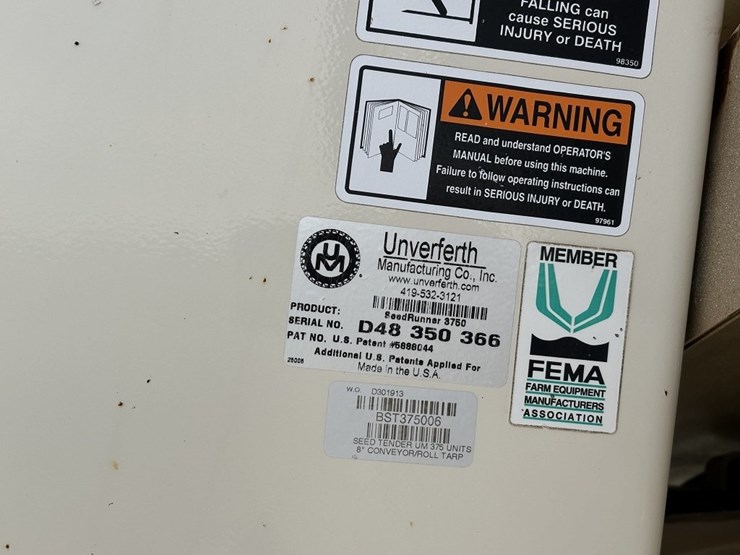 FALLING can
cause SERIOUS
INJURY or DEATH
98350
WARNING
READ and understand OPERATOR'S
MANUAL before using this machine.
Failure to follow operating instructions can
result in SERIOUS INJURY or DEATH.
97961
UM
Unverferth
Manufacturing Co., Inc.
www.unverferth.com
419-532-3121
PRODUCT: SeedRunner 3750
SERIAL NO. D48 350 366
PAT NO. U.S. Patent #5888044
Additional U.S. Patents Applied For
25005 Made in the U.S.A.
MEMBER
FEMA
FARM EQUIPMENT
MANUFACTURERS
ASSOCIATION
W.O. D301913
BST375006
SEED TENDER UM 375 UNITS
8" CONVEYOR/ROLL TARP